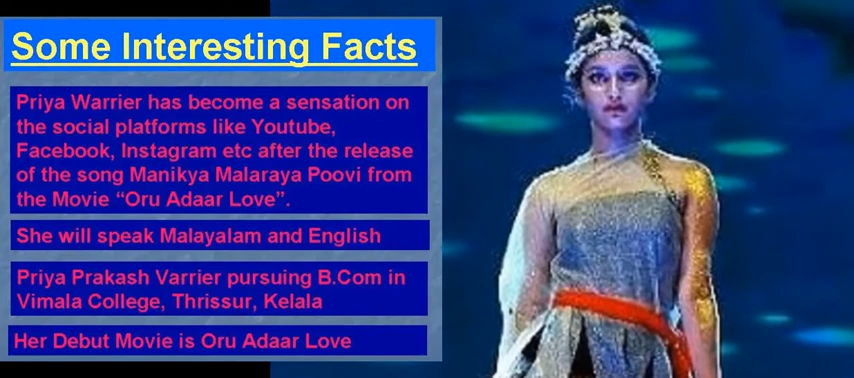 Some Interesting Facts
Priya Warrier has become a sensation on
the social platforms like Youtube,
Facebook, Instagram etc after the release
of the song Manikya Malaraya Poovi from
the Movie “Oru Adaar Love”.
She will speak Malayalam and English
Priya Prakash Varrier pursuing B.Com in
Vimala College, Thrissur, Kelala
Her Debut Movie is Oru Adaar Love